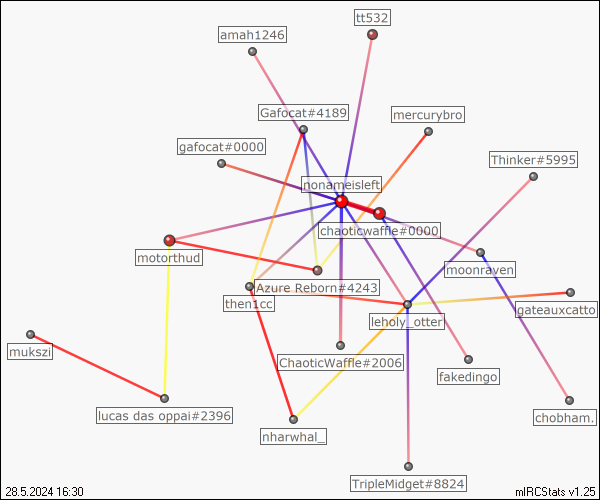 tt532
amah1246
Gafocat#4189
mercurybro
gafocat#0000
Thinker#5995
nonameisleft
chaoticwaffle#0000
motorthud
moonraven
Azure Reborn#4243
then1cc
gateauxcatto
leholy_otter
mukszi
ChaoticWaffle#2006
fakedingo
lucas das oppai#2396
chobham.
nharwhal_
TripleMidget#8824
28.5.2024 16:30
mIRCStats v1.25